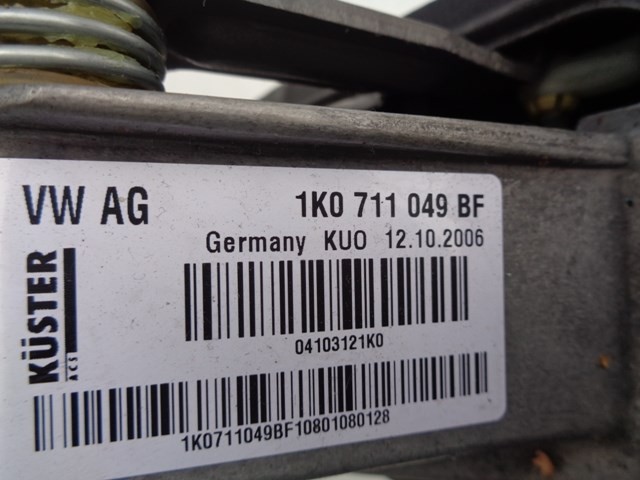 VW AG 1K0 711 049 BF
Germany KUO 12.10.2006
KÜSTER
ACS
04103121K0
1K0711049BF10801080128